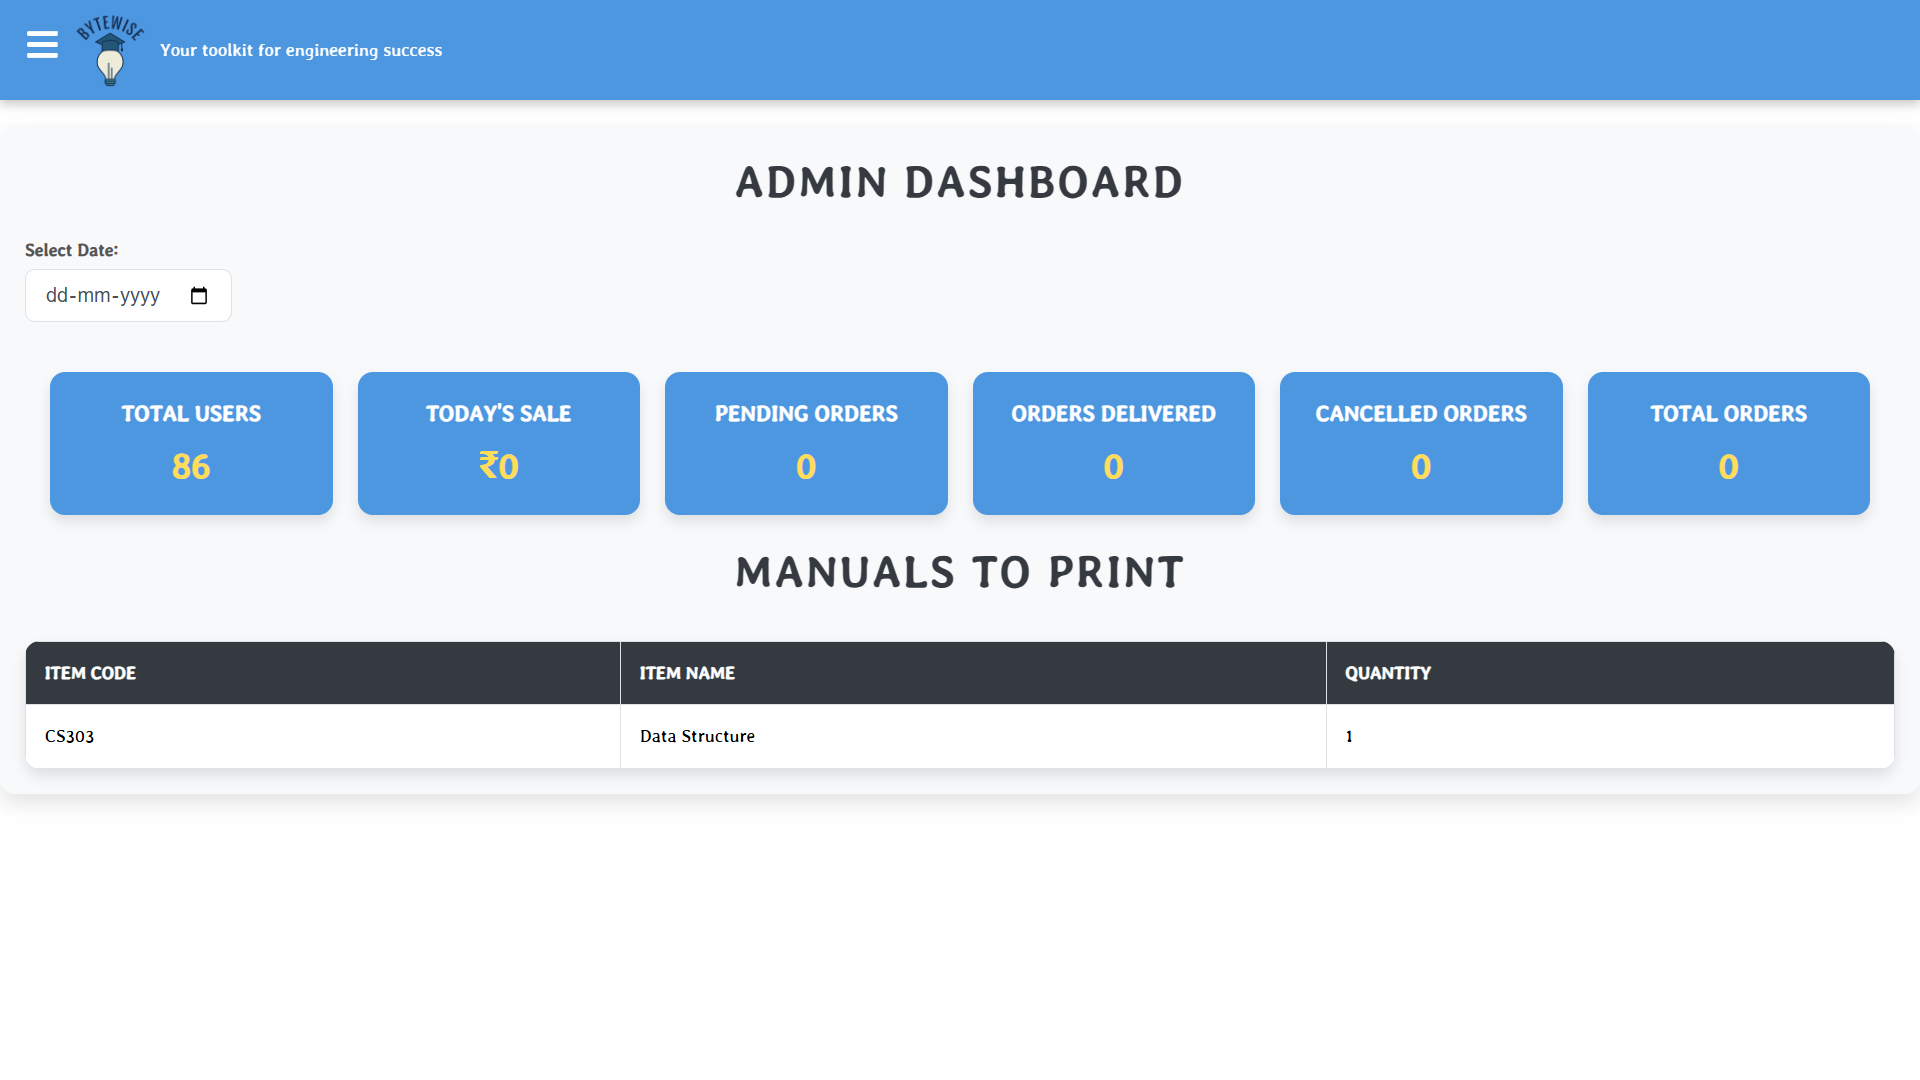 BYTEWISE
Your toolkit for engineering success
ADMIN DASHBOARD
Select Date:
dd-mm-yyyy
TOTAL USERS
86
TODAY'S SALE
₹0
PENDING ORDERS
0
ORDERS DELIVERED
0
CANCELLED ORDERS
0
TOTAL ORDERS
0
MANUALS TO PRINT
ITEM CODE ITEM NAME QUANTITY
CS303 Data Structure 1